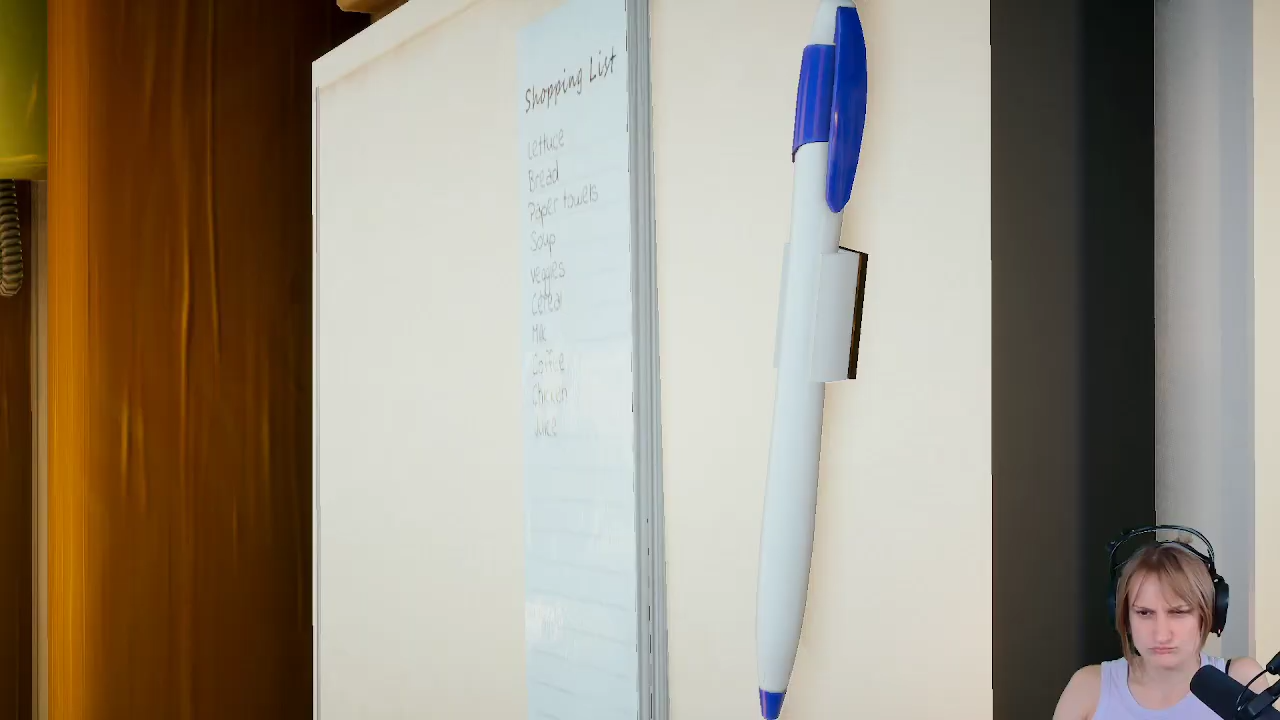 Shopping List
Lettuce
Bread
Paper towels
Soup
Veggies
Cereal
Milk
Coffee
Chicken
Juice